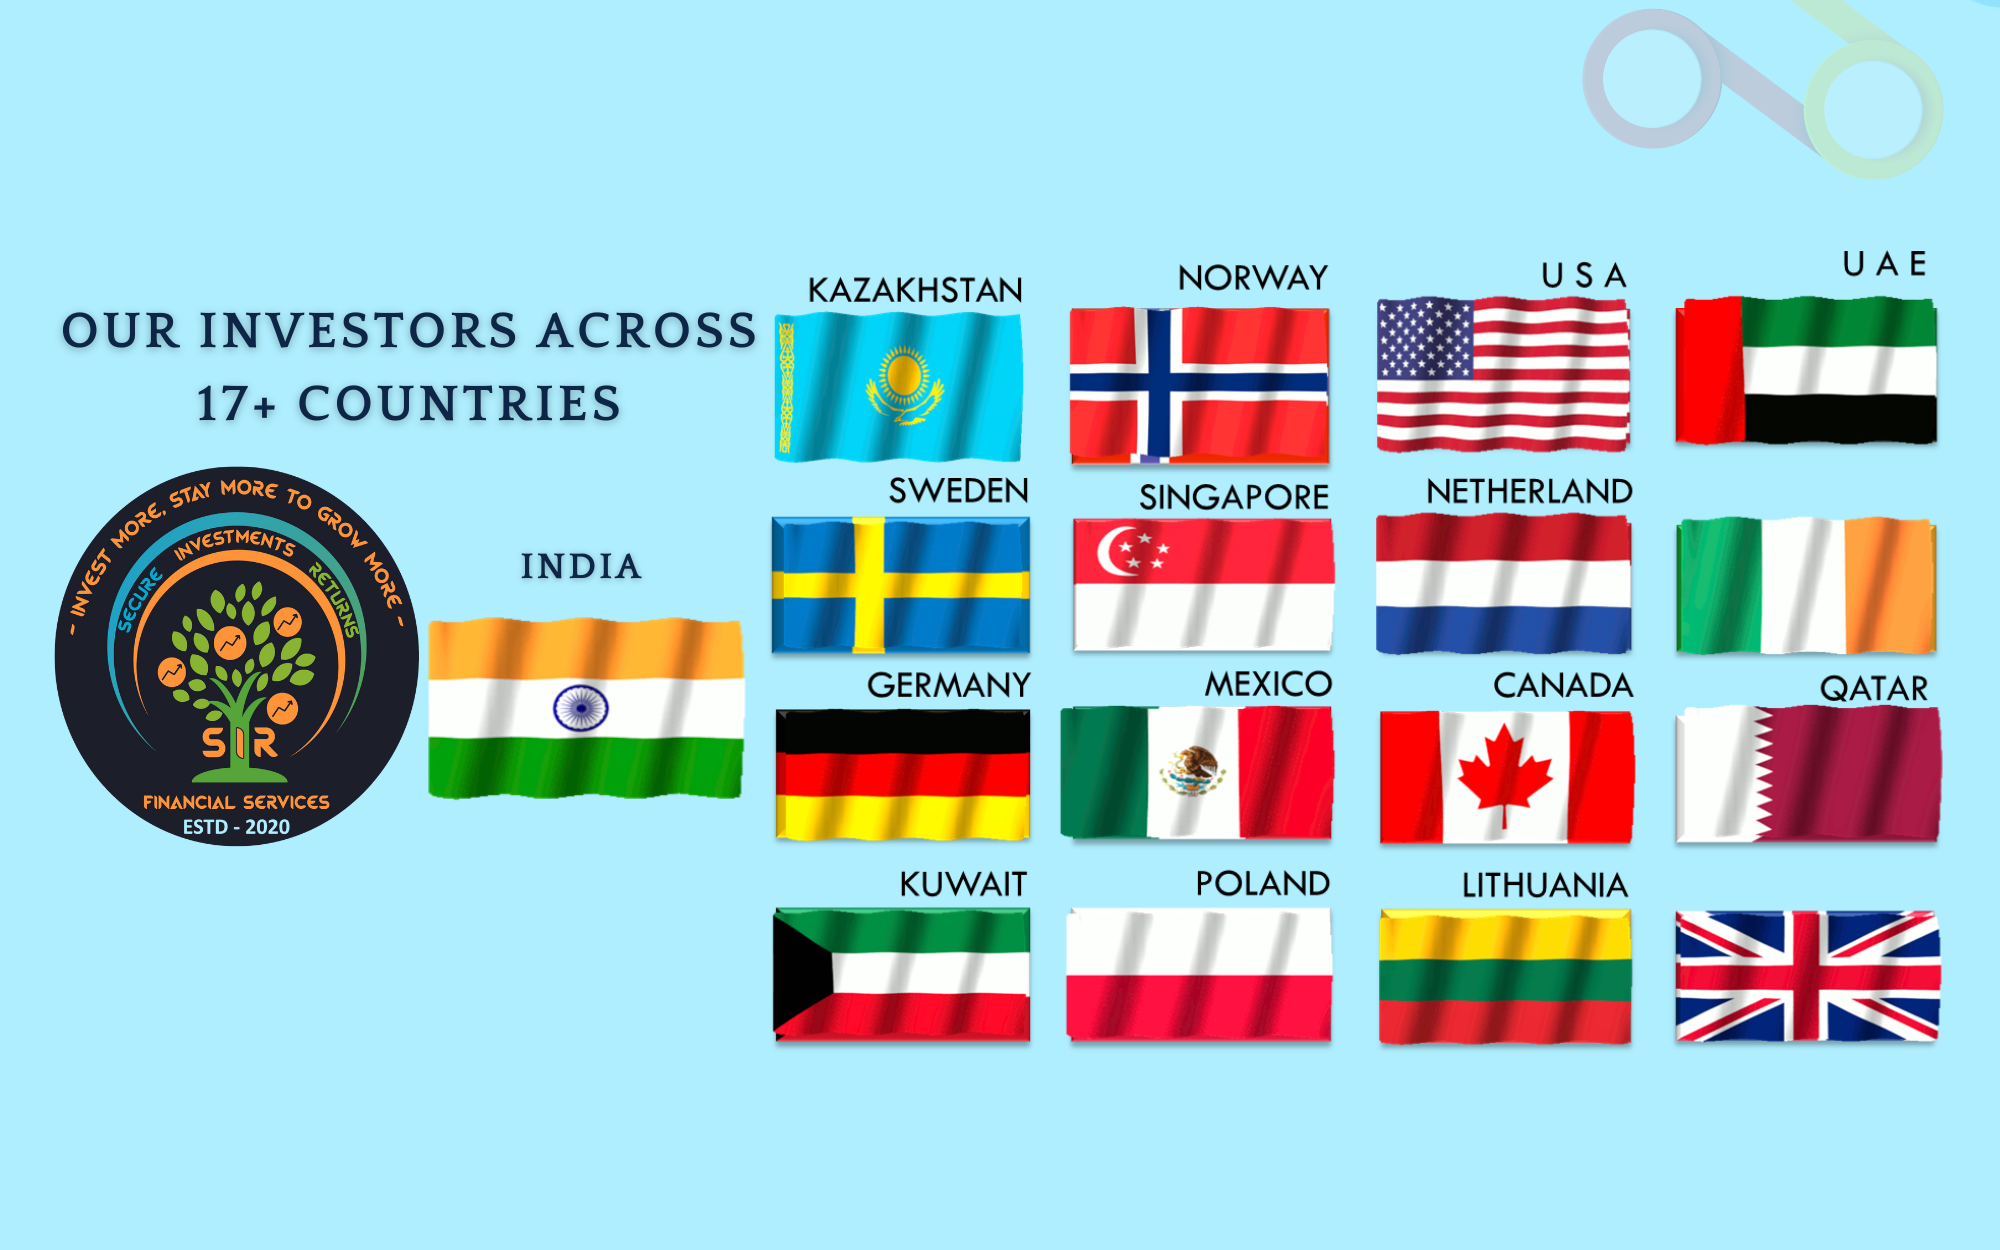 OUR INVESTORS ACROSS
17+ COUNTRIES
- INVEST MORE, STAY MORE TO GROW MORE -
SECURE INVESTMENTS RETURNS
SIR
FINANCIAL SERVICES
ESTD - 2020
INDIA
KAZAKHSTAN
NORWAY
U S A
U A E
SWEDEN
SINGAPORE
NETHERLAND
GERMANY
MEXICO
CANADA
QATAR
KUWAIT
POLAND
LITHUANIA